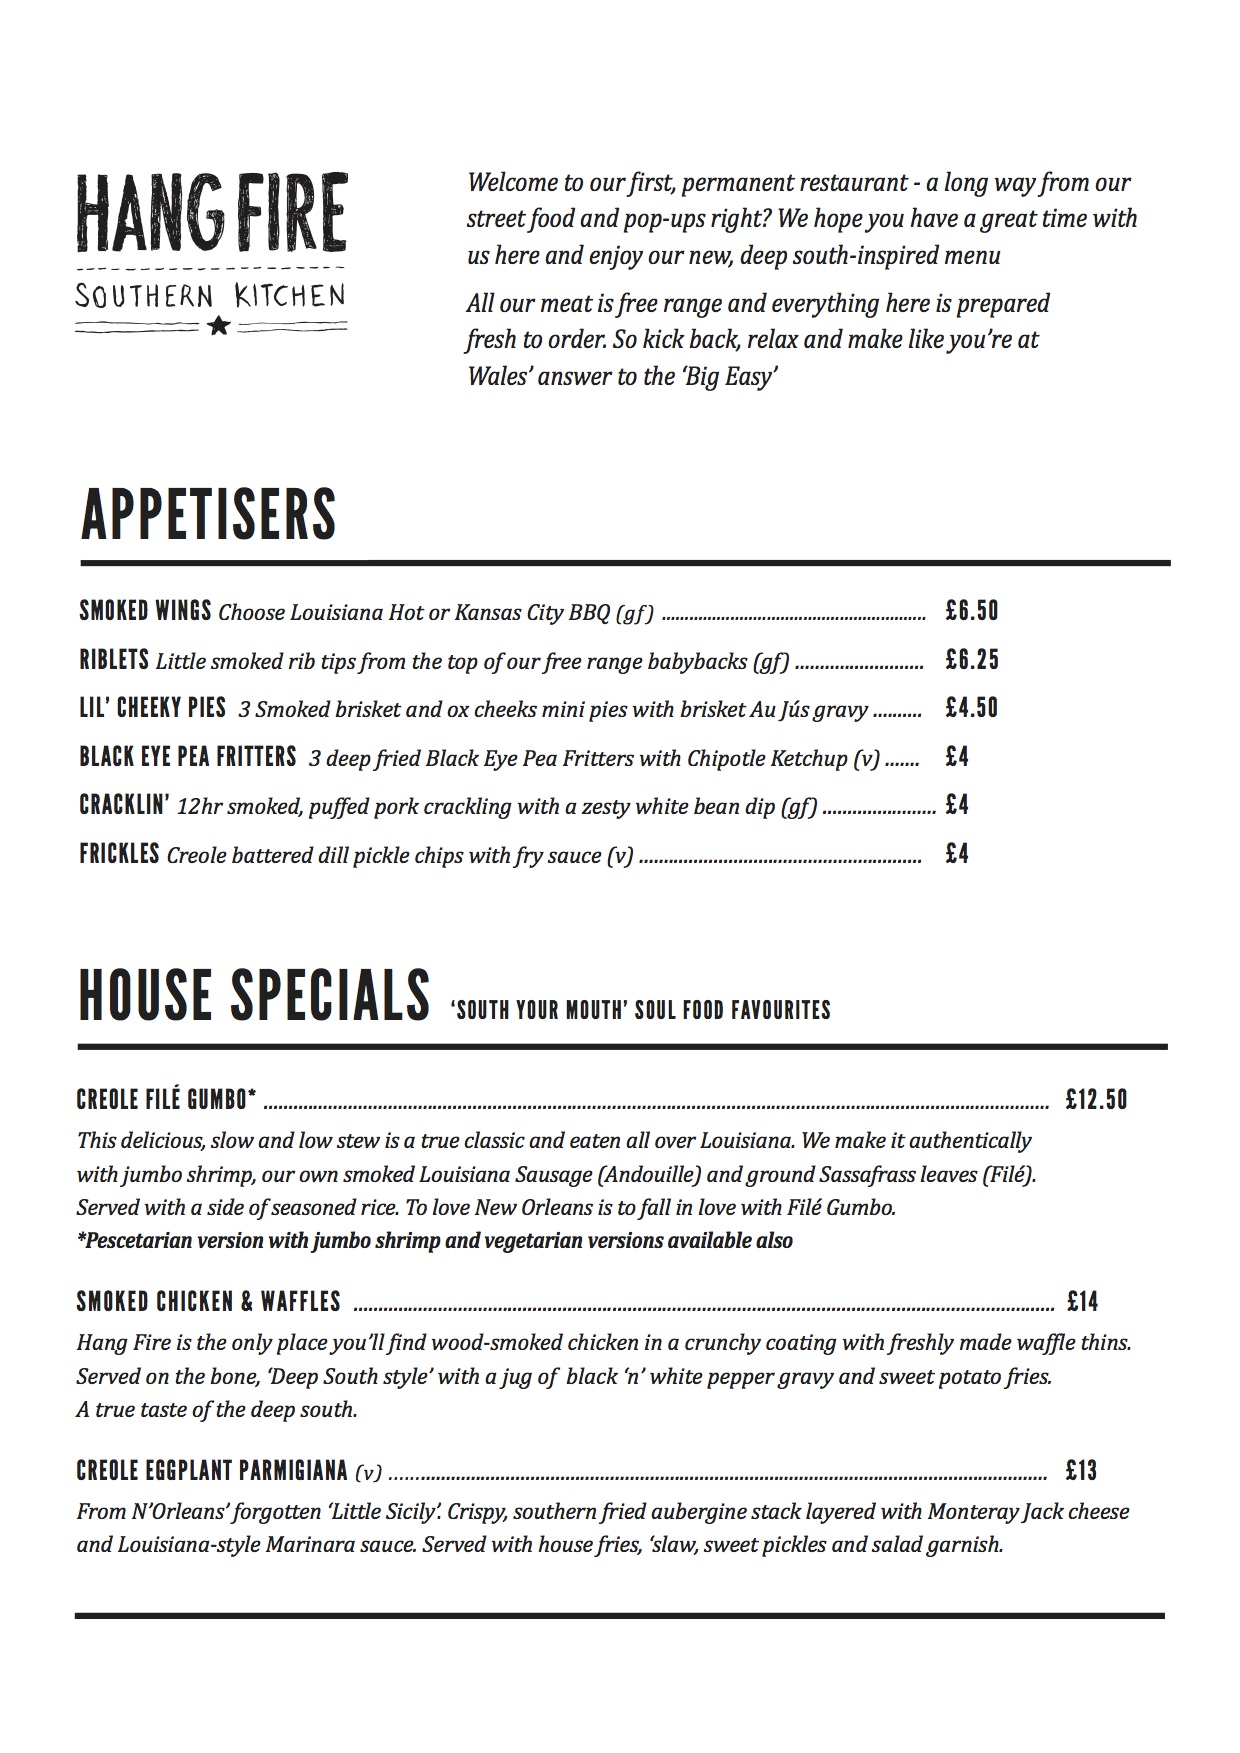 HANG FIRE
SOUTHERN KITCHEN
Welcome to our first, permanent restaurant - a long way from our
street food and pop-ups right? We hope you have a great time with
us here and enjoy our new, deep south-inspired menu
All our meat is free range and everything here is prepared
fresh to order. So kick back, relax and make like you’re at
Wales’ answer to the ‘Big Easy’
APPETISERS
SMOKED WINGS Choose Louisiana Hot or Kansas City BBQ (gf) ...................................................... £6.50
RIBLETS Little smoked rib tips from the top of our free range babybacks (gf) .......................... £6.25
LIL’ CHEEKY PIES 3 Smoked brisket and ox cheeks mini pies with brisket Au Jús gravy .......... £4.50
BLACK EYE PEA FRITTERS 3 deep fried Black Eye Pea Fritters with Chipotle Ketchup (v) ....... £4
CRACKLIN’ 12hr smoked, puffed pork crackling with a zesty white bean dip (gf) ....................... £4
FRICKLES Creole battered dill pickle chips with fry sauce (v) ......................................................... £4
HOUSE SPECIALS ‘SOUTH YOUR MOUTH’ SOUL FOOD FAVOURITES
CREOLE FILÉ GUMBO* ................................................................................................................ £12.50
This delicious, slow and low stew is a true classic and eaten all over Louisiana. We make it authentically
with jumbo shrimp, our own smoked Louisiana Sausage (Andouille) and ground Sassafrass leaves (Filé).
Served with a side of seasoned rice. To love New Orleans is to fall in love with Filé Gumbo.
*Pescetarian version with jumbo shrimp and vegetarian versions available also
SMOKED CHICKEN & WAFFLES ................................................................................................ £14
Hang Fire is the only place you’ll find wood-smoked chicken in a crunchy coating with freshly made waffle thins.
Served on the bone, ‘Deep South style’ with a jug of black ‘n’ white pepper gravy and sweet potato fries.
A true taste of the deep south.
CREOLE EGGPLANT PARMIGIANA (v) ........................................................................................ £13
From N’Orleans’ forgotten ‘Little Sicily’. Crispy, southern fried aubergine stack layered with Monteray Jack cheese
and Louisiana-style Marinara sauce. Served with house fries, ‘slaw, sweet pickles and salad garnish.